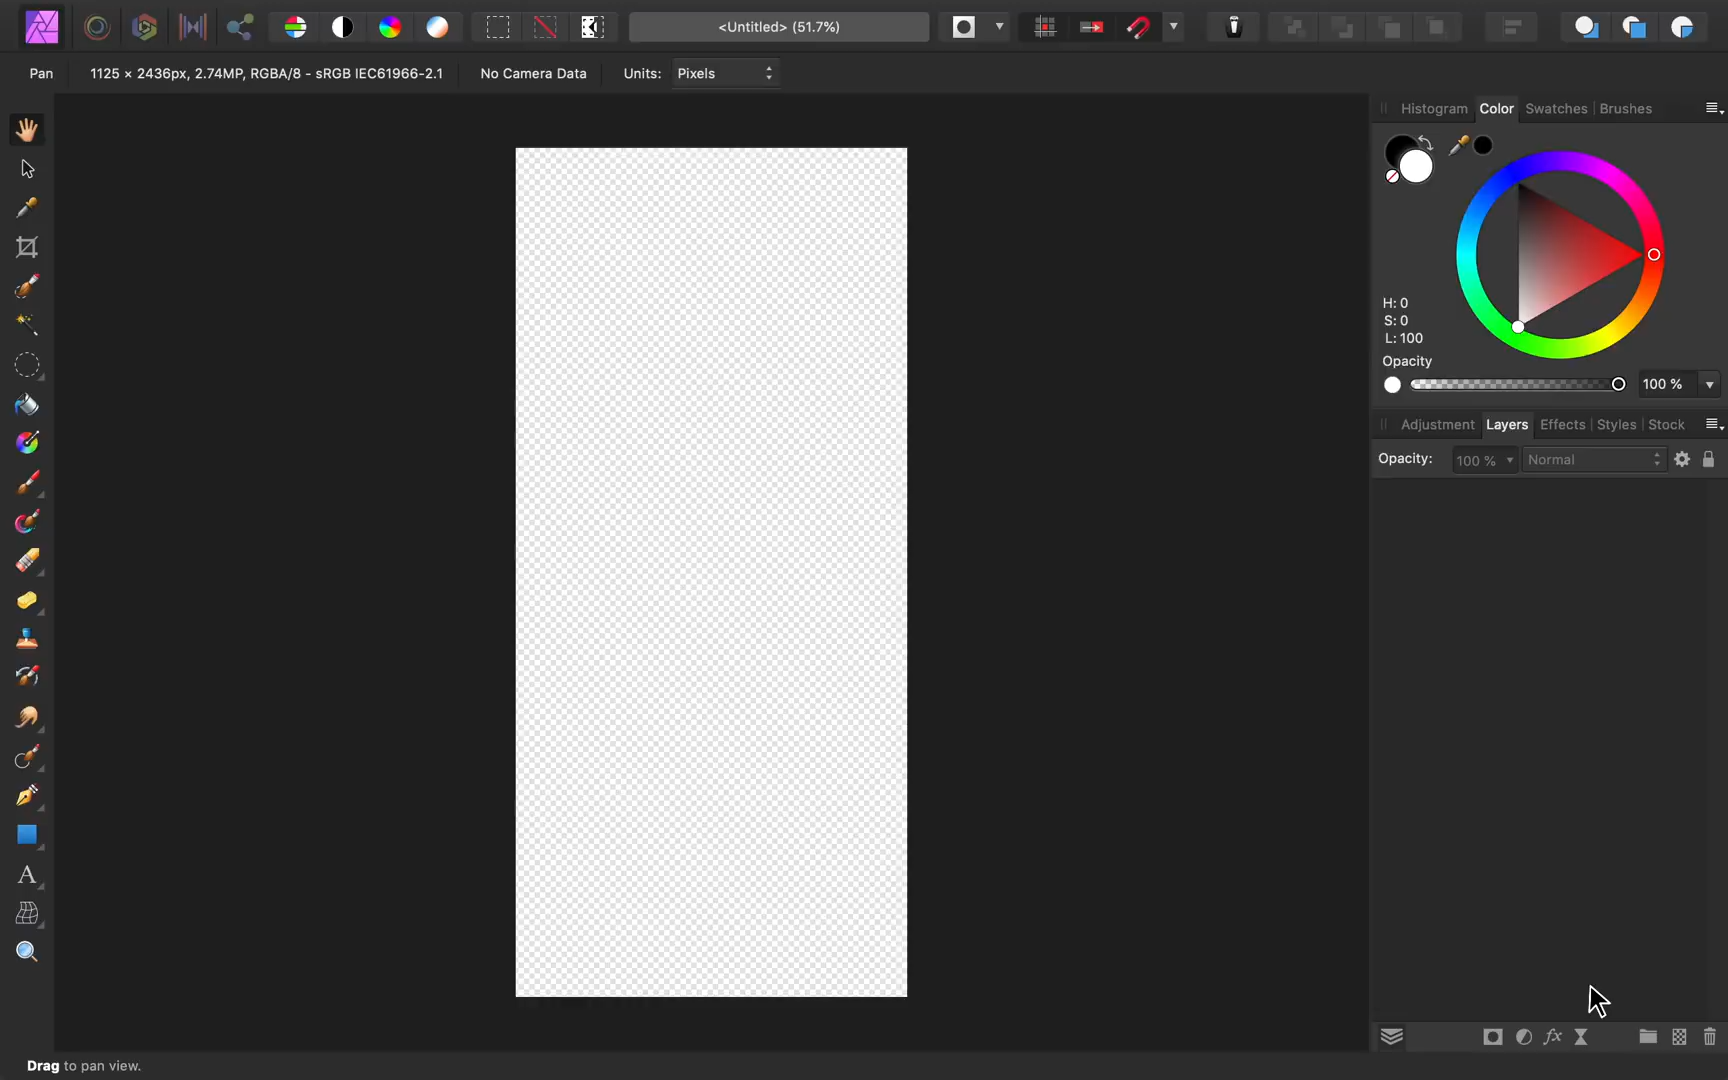 <Untitled> (51.7%)
Pan
1125 × 2436px, 2.74MP, RGBA/8 - sRGB IEC61966-2.1
No Camera Data
Units:
Pixels
Histogram
Color
Swatches
Brushes
H: 0
S: 0
L: 100
Opacity
100 %
Adjustment
Layers
Effects
Styles
Stock
Opacity:
100 %
Normal
A
fx
Drag to pan view.